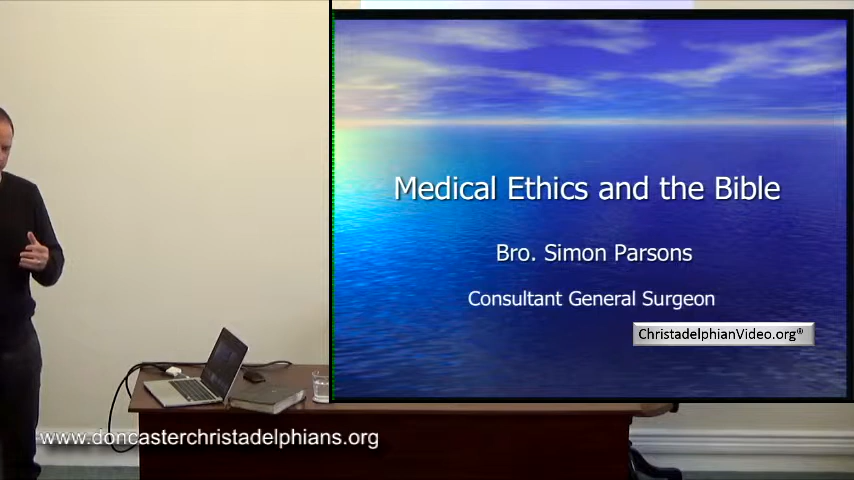 Medical Ethics and the Bible
Bro. Simon Parsons
Consultant General Surgeon
ChristadelphianVideo.org®
www.doncasterchristadelphians.org